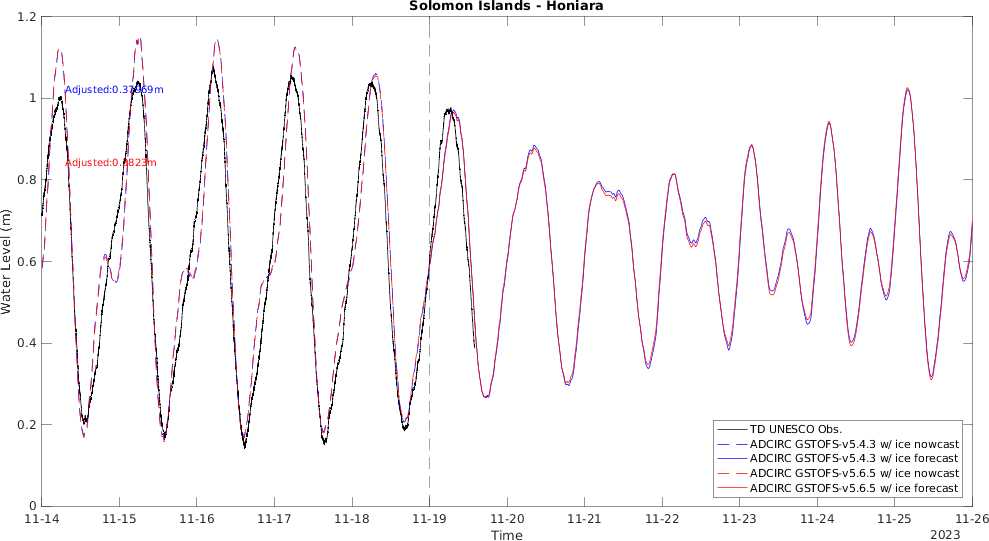 Solomon Islands - Honiara
1.2
1
0.8
0.6
0.4
0.2
0
Water Level (m)
Adjusted:
Adjusted:
TD UNESCO Obs.
ADCIRC GSTOFS-v5.4.3 w/ ice nowcast
ADCIRC GSTOFS-v5.4.3 w/ ice forecast
ADCIRC GSTOFS-v5.6.5 w/ ice nowcast
ADCIRC GSTOFS-v5.6.5 w/ ice forecast
11-14 11-15 11-16 11-17 11-18 11-19 11-20 11-21 11-22 11-23 11-24 11-25 11-26
Time
2023